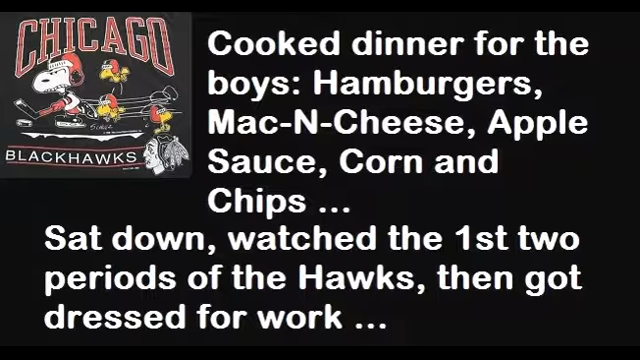 CHICAGO
SCHULZ
BLACKHAWKS
Cooked dinner for the
boys: Hamburgers,
Mac-N-Cheese, Apple
Sauce, Corn and
Chips ...
Sat down, watched the 1st two
periods of the Hawks, then got
dressed for work ...